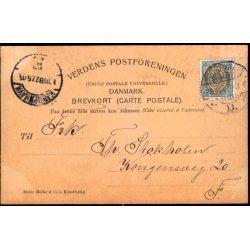 VERDENS POSTFORENINGEN
(UNION POSTALE UNIVERSELLE)
DANMARK.
BREVKORT (CARTE POSTALE).
Paa denne Side skrives kun Adressen (Côté réservé à l'adresse)
Til
Frk.
Th. Stockholm
Kongensvej 20
F.